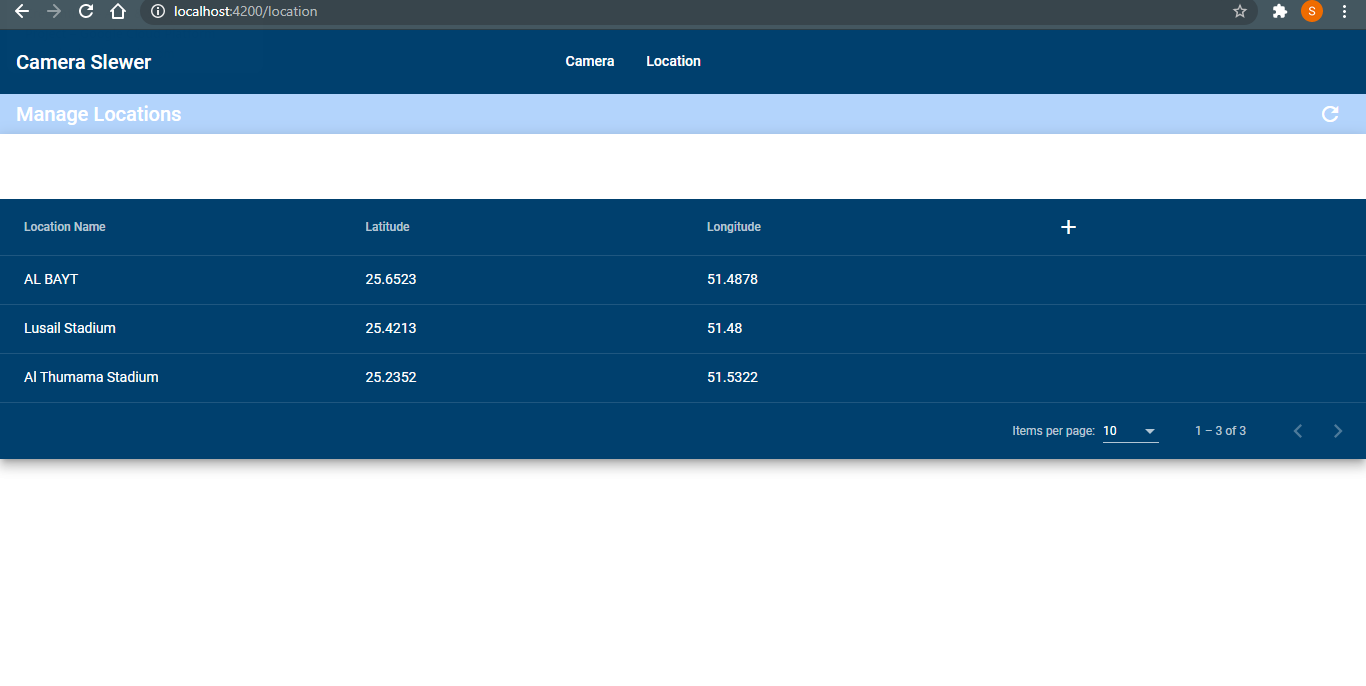 localhost:4200/location
S
Camera Slewer Camera Location
Manage Locations
Location Name Latitude Longitude +
AL BAYT 25.6523 51.4878
Lusail Stadium 25.4213 51.48
Al Thumama Stadium 25.2352 51.5322
Items per page: 10 1 – 3 of 3